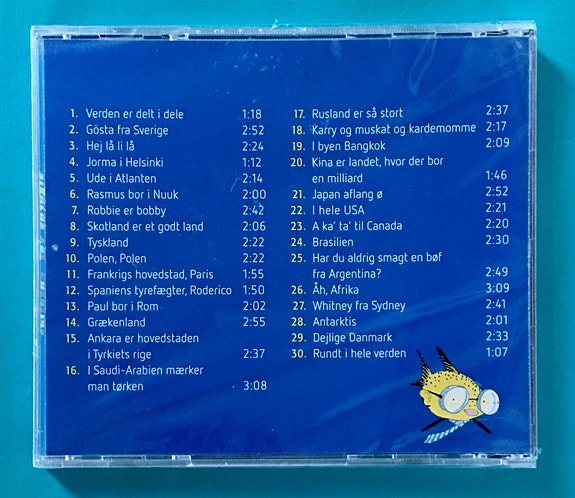 1. Verden er delt i dele 1:18
2. Gösta fra Sverige 2:52
3. Hej lå li lå 2:24
4. Jorma i Helsinki 1:12
5. Ude i Atlanten 2:14
6. Rasmus bor i Nuuk 2:00
7. Robbie er bobby 2:42
8. Skotland er et godt land 2:06
9. Tyskland 2:22
10. Polen, Polen 2:22
11. Frankrigs hovedstad, Paris 1:55
12. Spaniens tyrefægter, Roderico 1:50
13. Paul bor i Rom 2:02
14. Grækenland 2:55
15. Ankara er hovedstaden
i Tyrkiets rige 2:37
16. I Saudi-Arabien mærker
man tørken 3:08
17. Rusland er så stort 2:37
18. Karry og muskat og kardemomme 2:17
19. I byen Bangkok 2:09
20. Kina er landet, hvor der bor
en milliard 1:46
21. Japan aflang ø 2:52
22. I hele USA 2:21
23. A ka' ta' til Canada 2:20
24. Brasilien 2:30
25. Har du aldrig smagt en bøf
fra Argentina? 2:49
26. Åh, Afrika 3:09
27. Whitney fra Sydney 2:41
28. Antarktis 2:01
29. Dejlige Danmark 2:33
30. Rundt i hele verden 1:07